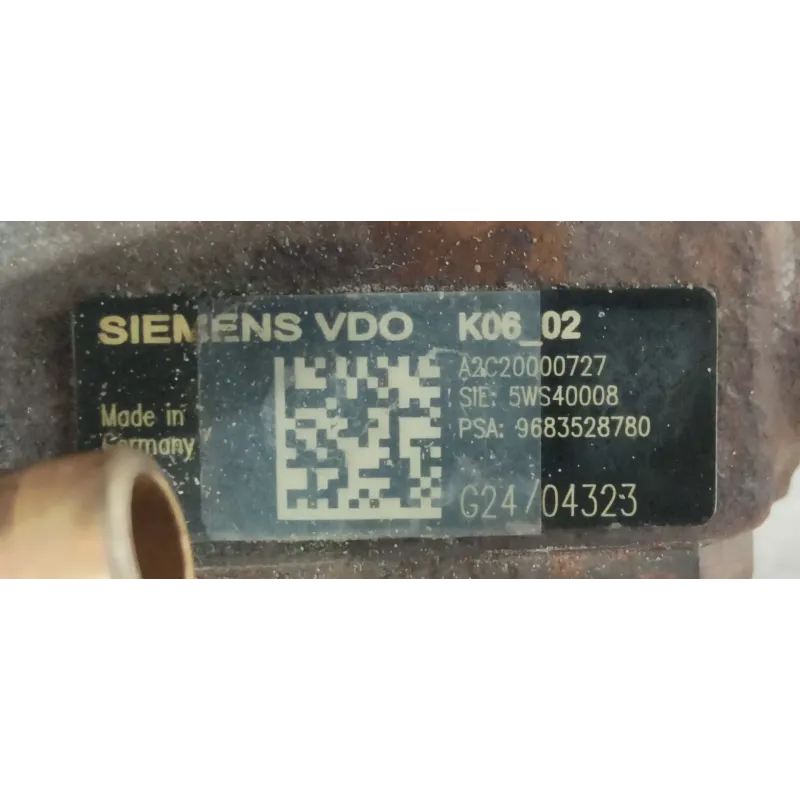 SIEMENS VDO K06_02
A2C20000727
SIE: 5WS40008
Made in
Germany
PSA: 9683528780
G24/04323